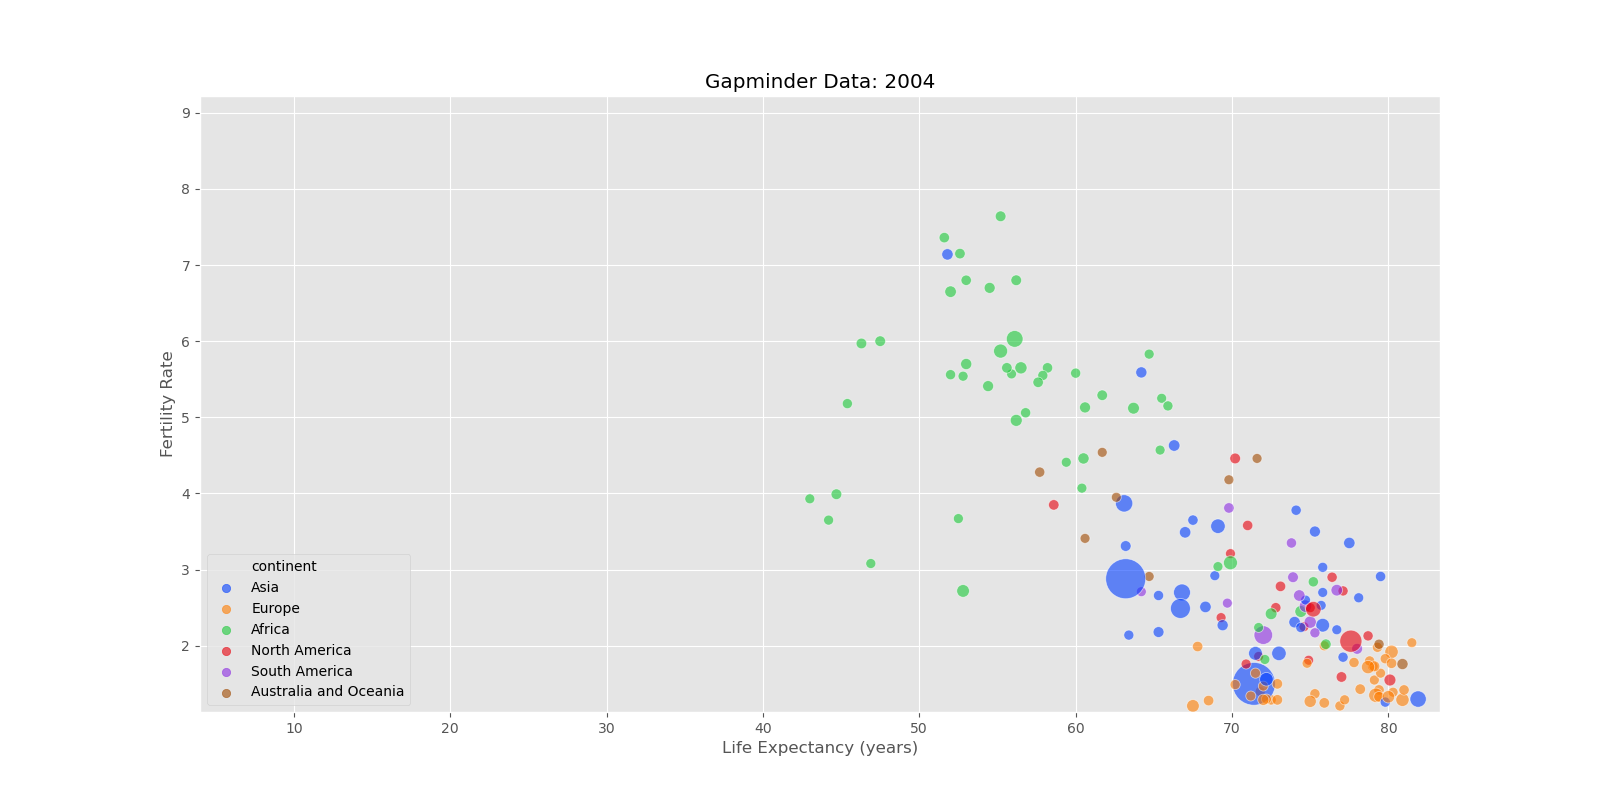 Gapminder Data: 2004
9
8
7
6
5
4
3
2
Fertility Rate
continent
Asia
Europe
Africa
North America
South America
Australia and Oceania
10 20 30 40 50 60 70 80
Life Expectancy (years)